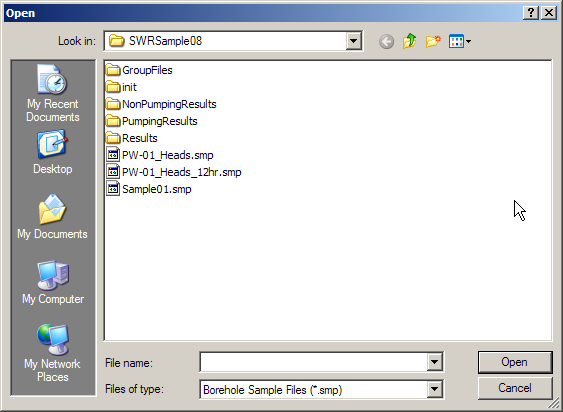 Open
Look in:
SWRSample08
My Recent
Documents
Desktop
My Documents
My Computer
My Network
Places
GroupFiles
init
NonPumpingResults
PumpingResults
Results
PW-01_Heads.smp
PW-01_Heads_12hr.smp
Sample01.smp
File name:
Open
Files of type:
Borehole Sample Files (*.smp)
Cancel